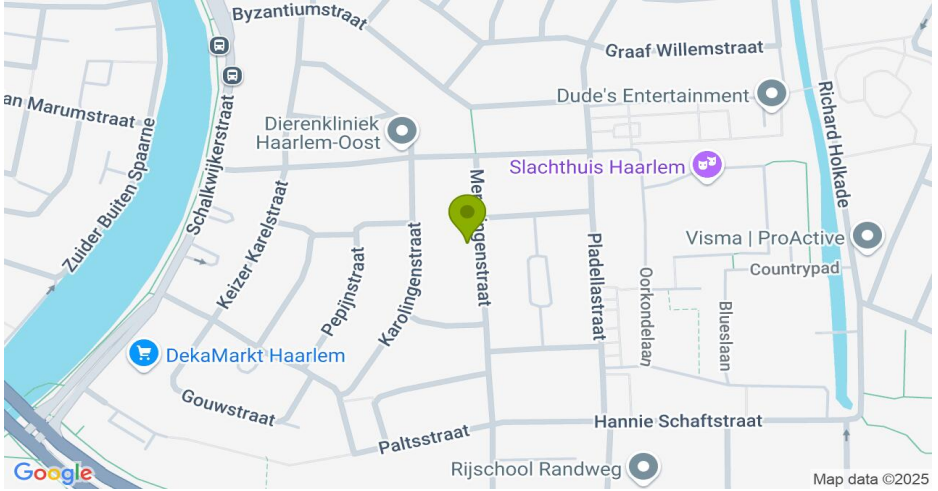 Byzantiumstraat
Graaf Willemstraat
an Marumstraat
Dude's Entertainment
Richard Holkade
Dierenkliniek
Haarlem-Oost
Slachthuis Haarlem
Schalkwijkerstraat
Zuider Buiten Spaarne
Keizer Karelstraat
Pepijnstraat
Karolingenstraat
Pladellastraat
Visma | ProActive
Countrypad
Oorkondelaan
Blueslaan
DekaMarkt Haarlem
Gouwstraat
Hannie Schaftstraat
Paltsstraat
Rijschool Randweg
Google
Map data ©2025